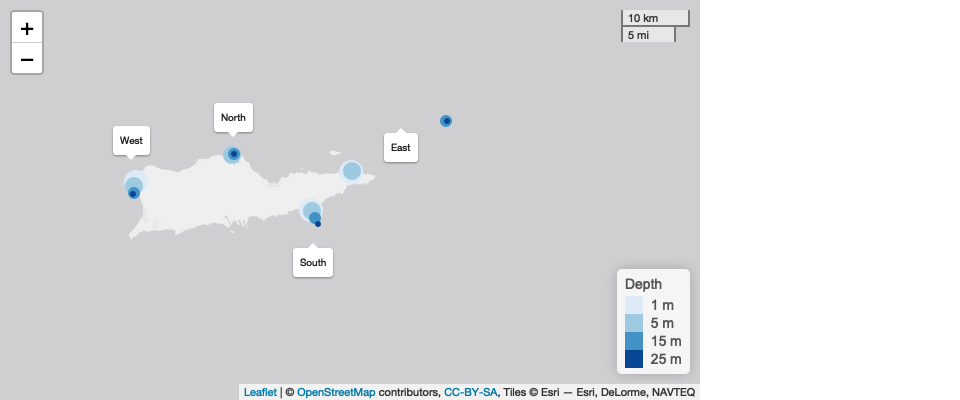 +
−
10 km
5 mi
North
West
East
South
Depth
1 m
5 m
15 m
25 m
Leaflet | © OpenStreetMap contributors, CC-BY-SA, Tiles © Esri — Esri, DeLorme, NAVTEQ